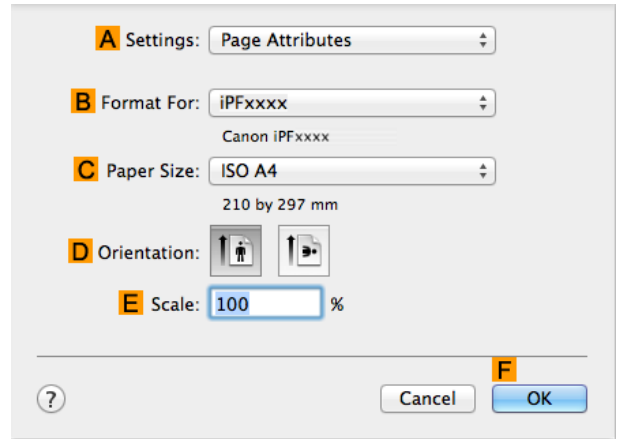 A Settings: Page Attributes
B Format For: iPFxxxx
Canon iPFxxxx
C Paper Size: ISO A4
210 by 297 mm
D Orientation:
E Scale: 100 %
F
? Cancel OK